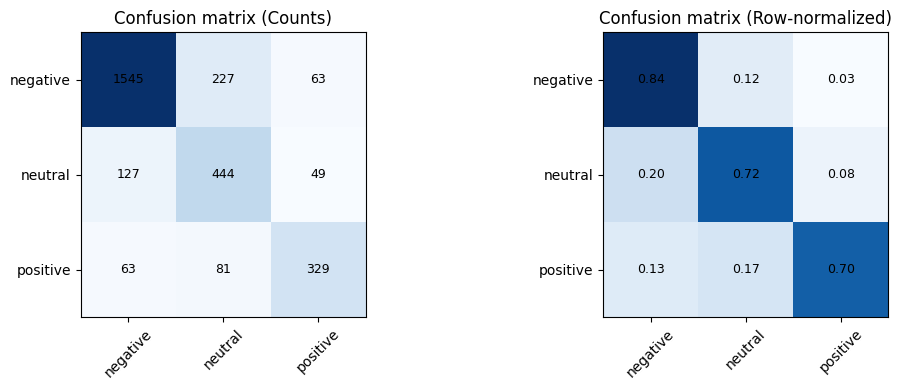 Confusion matrix (Counts)
negative 1545 227 63
neutral 127 444 49
positive 63 81 329
negative neutral positive
Confusion matrix (Row-normalized)
negative 0.84 0.12 0.03
neutral 0.20 0.72 0.08
positive 0.13 0.17 0.70
negative neutral positive